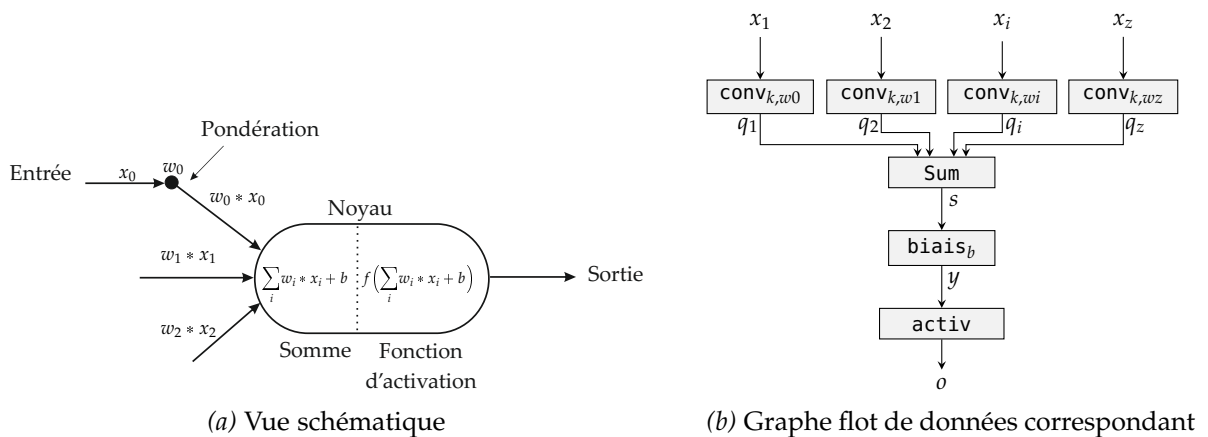 Pondération
Entrée
x₀
w₀
w₀ * x₀
Noyau
w₁ * x₁
∑ᵢ wᵢ * xᵢ + b
f(∑ᵢ wᵢ * xᵢ + b)
Sortie
w₂ * x₂
Somme
Fonction
d'activation
(a) Vue schématique
x₁ x₂ xᵢ x_z
conv_{k,w0} conv_{k,w1} conv_{k,wi} conv_{k,wz}
q₁ q₂ qᵢ q_z
Sum
s
biais_b
y
activ
o
(b) Graphe flot de données correspondant